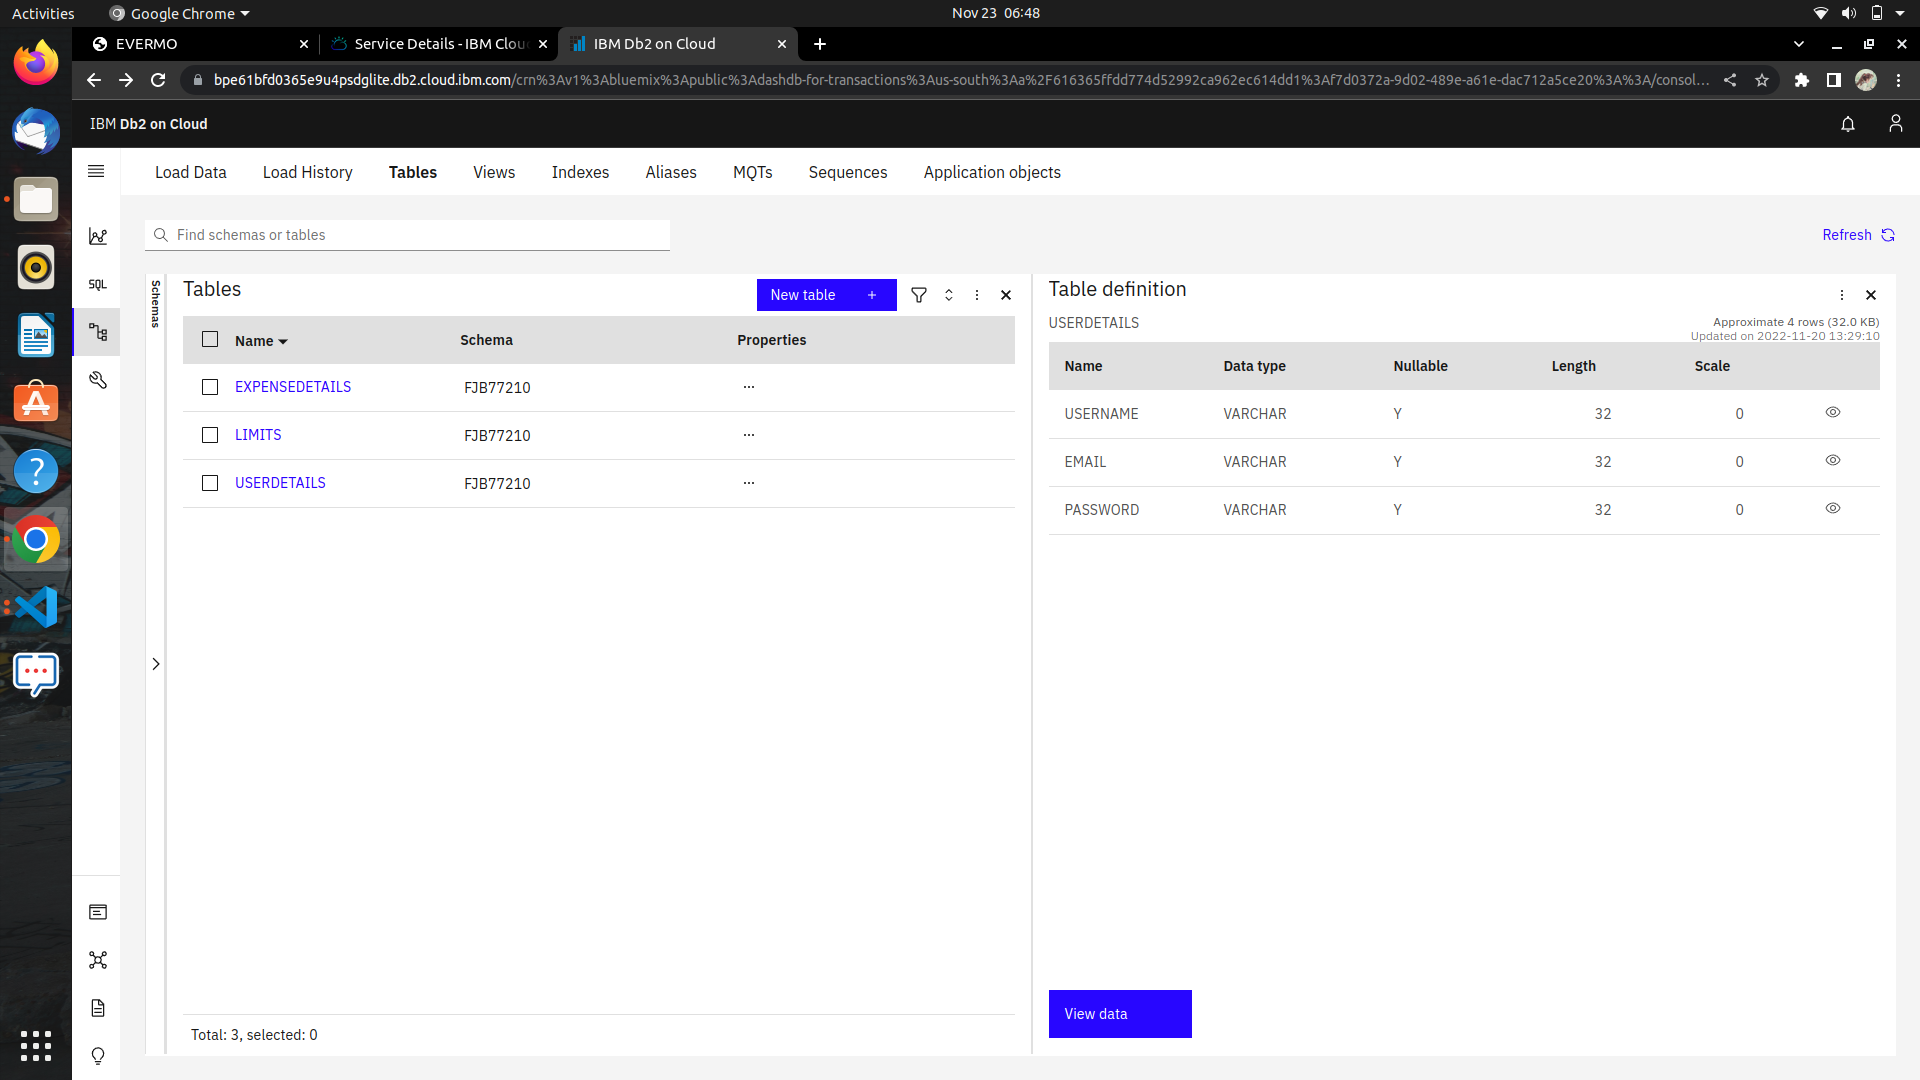 Activities Google Chrome Nov 23 06:48
EVERMO Service Details - IBM Clou IBM Db2 on Cloud
bpe61bfd0365e9u4psdglite.db2.cloud.ibm.com/crn%3Av1%3Abluemix%3Apublic%3Adashdb-for-transactions%3Aus-south%3Aa%2F616365ffdd774d52992ca962ec614dd1%3Af7d0372a-9d02-489e-a61e-dac712a5ce20%3A%3A/consol...
IBM Db2 on Cloud
Load Data Load History Tables Views Indexes Aliases MQTs Sequences Application objects
SQL
Find schemas or tables
Refresh
Schemas
Tables
New table +
Name Schema Properties
EXPENSEDETAILS FJB77210 ...
LIMITS FJB77210 ...
USERDETAILS FJB77210 ...
Total: 3, selected: 0
Table definition
USERDETAILS
Approximate 4 rows (32.0 KB)
Updated on 2022-11-20 13:29:10
Name Data type Nullable Length Scale
USERNAME VARCHAR Y 32 0
EMAIL VARCHAR Y 32 0
PASSWORD VARCHAR Y 32 0
View data